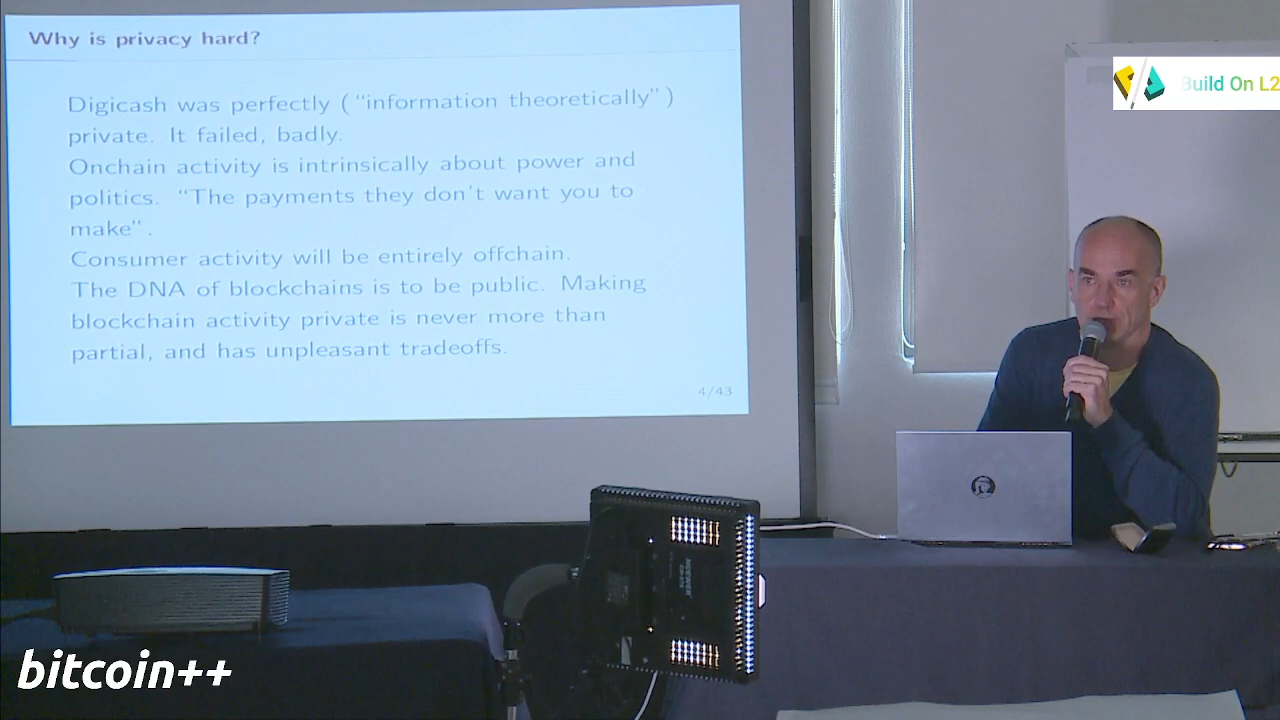 Why is privacy hard?
Digicash was perfectly (“information theoretically”)
private. It failed, badly.
Onchain activity is intrinsically about power and
politics. “The payments they don’t want you to
make”.
Consumer activity will be entirely offchain.
The DNA of blockchains is to be public. Making
blockchain activity private is never more than
partial, and has unpleasant tradeoffs.
4/43
Build On L2
NEEWER
bitcoin++